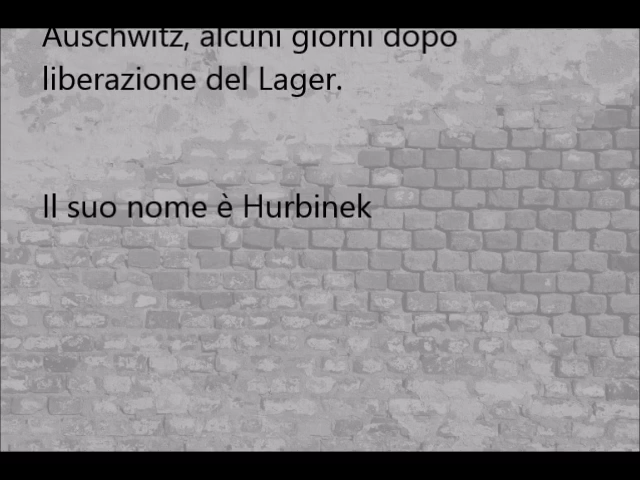 Auschwitz, alcuni giorni dopo
liberazione del Lager.
Il suo nome è Hurbinek